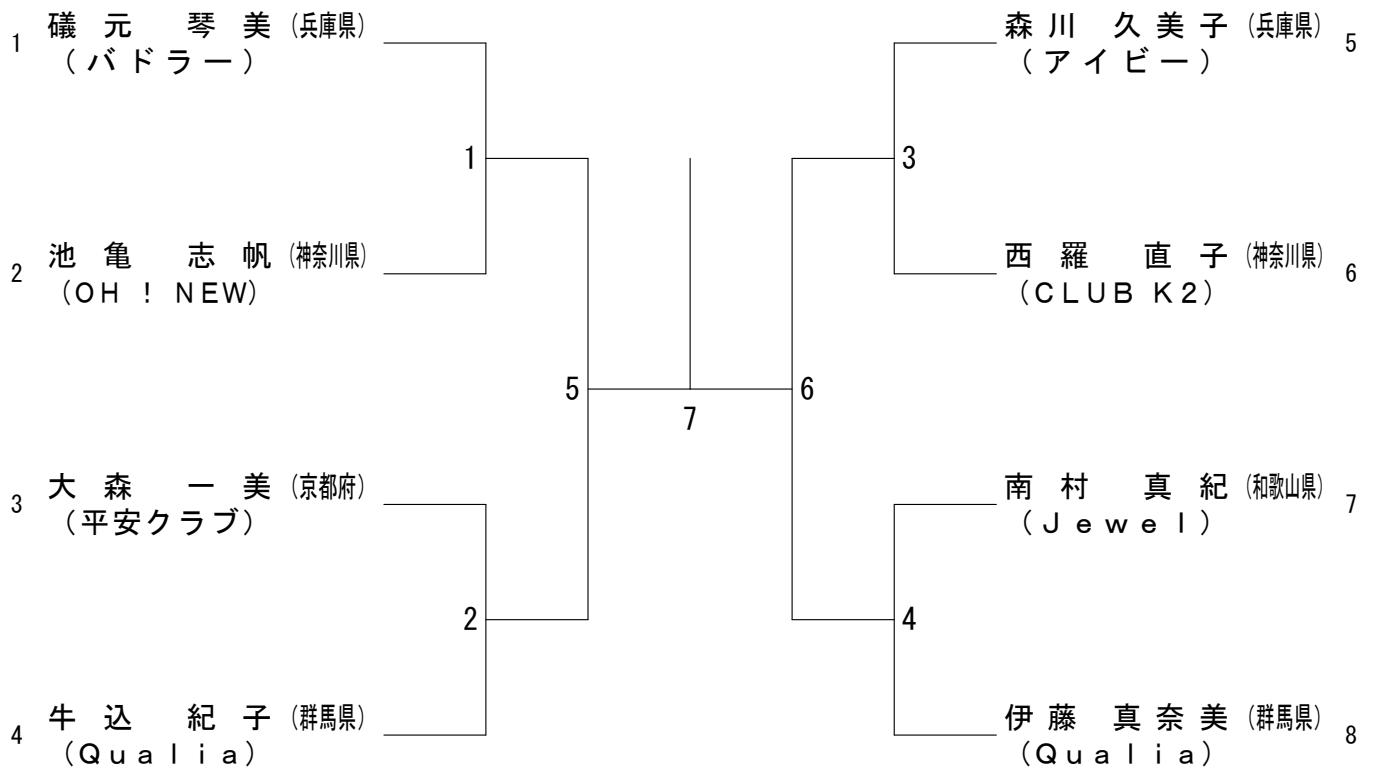 1 礒元 琴美 (兵庫県)
(バドラー)
2 池亀 志帆 (神奈川県)
(OH ! NEW)
3 大森 一美 (京都府)
(平安クラブ)
4 牛込 紀子 (群馬県)
(Qualia)
1
2
5
7
6
3
4
森川 久美子 (兵庫県) 5
(アイビー)
西羅 直子 (神奈川県) 6
(CLUB K2)
南村 真紀 (和歌山県) 7
(Jewel)
伊藤 真奈美 (群馬県) 8
(Qualia)